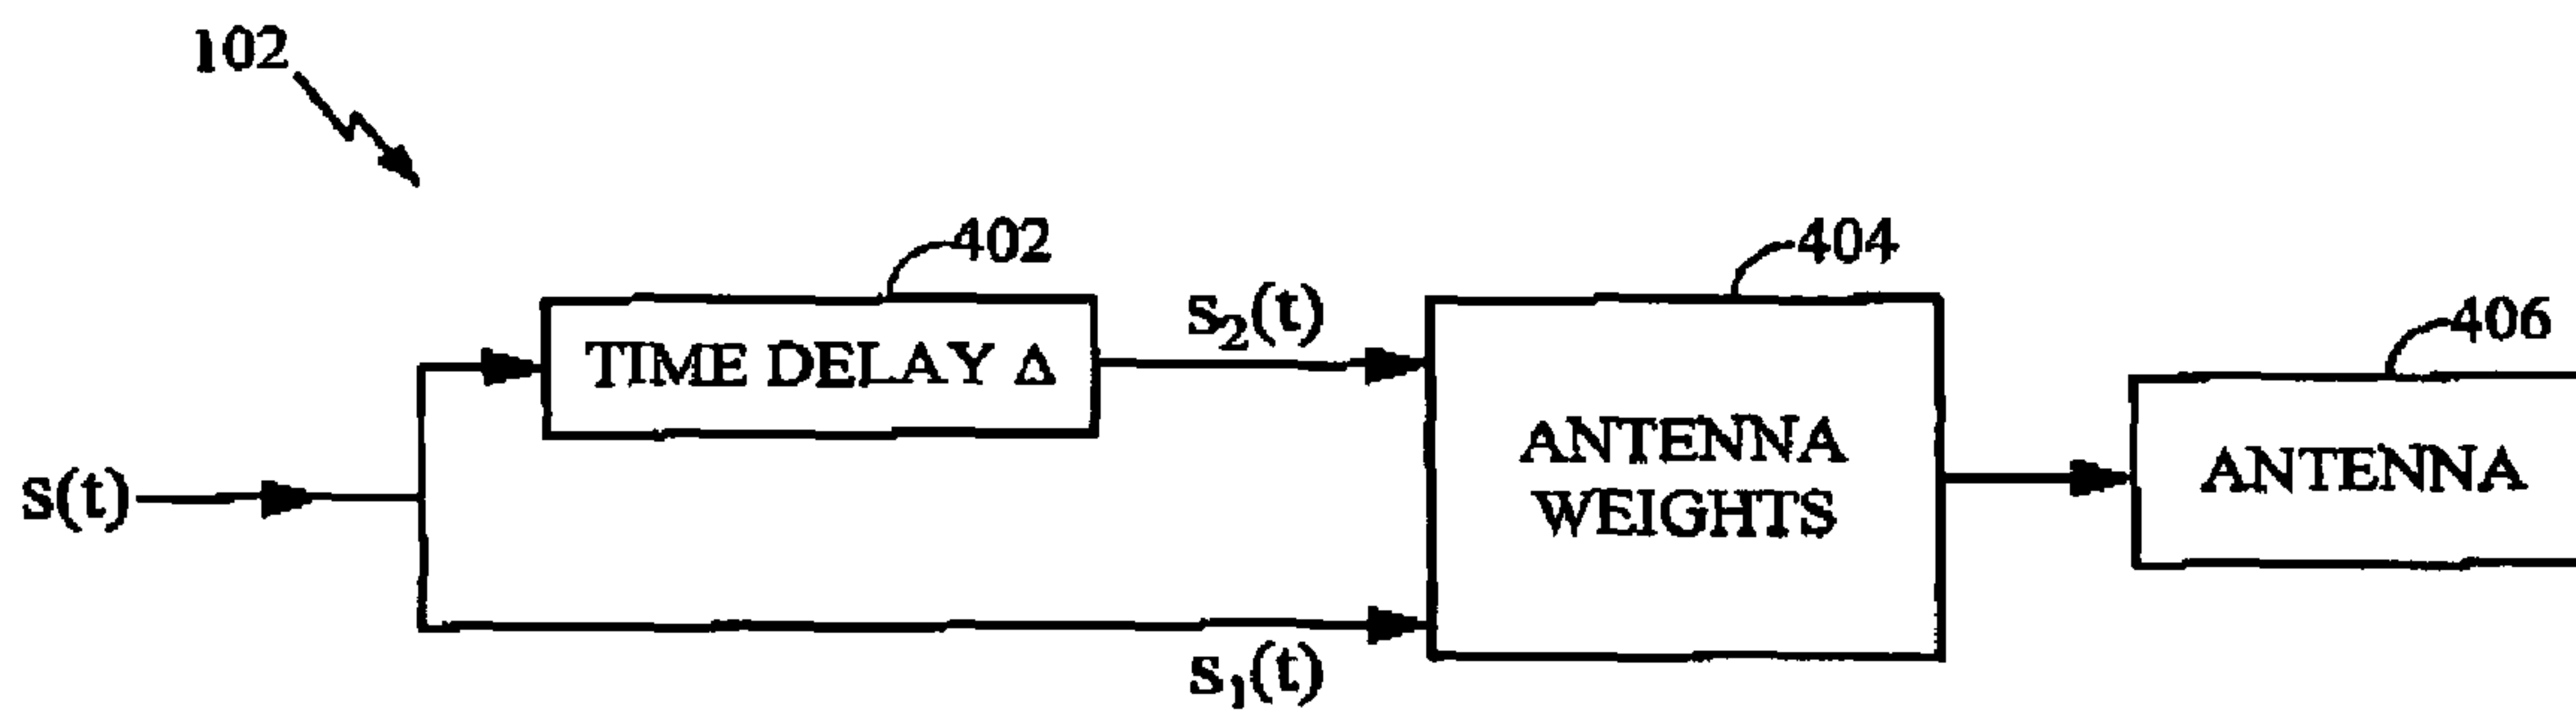 102
402
404
406
s₂(t)
TIME DELAY Δ
ANTENNA
WEIGHTS
ANTENNA
s(t)
s₁(t)